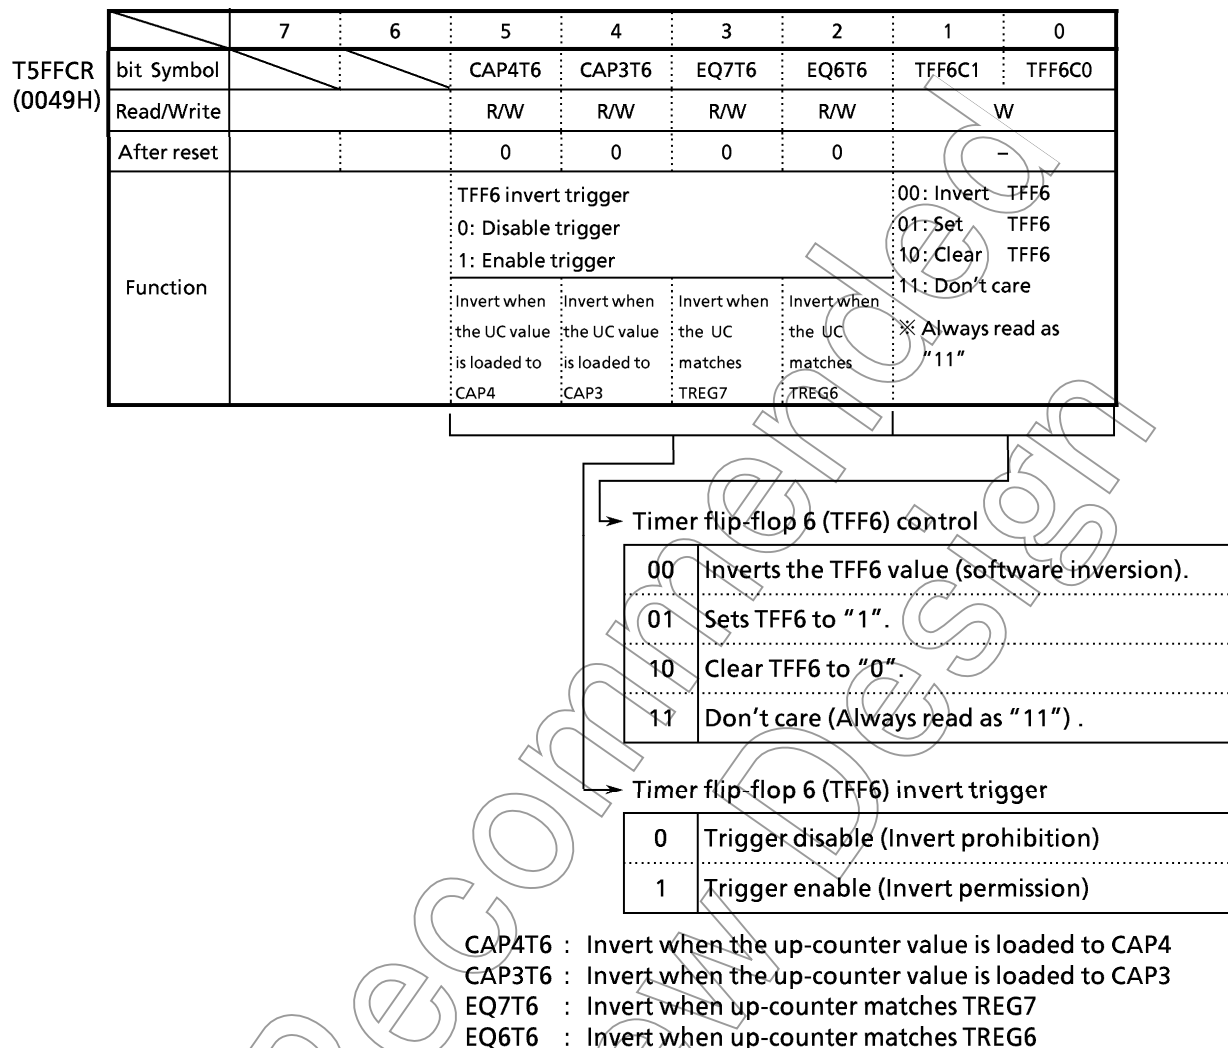 7 6 5 4 3 2 1 0
T5FFCR
(0049H)
bit Symbol CAP4T6 CAP3T6 EQ7T6 EQ6T6 TFF6C1 TFF6C0
Read/Write R/W R/W R/W R/W W
After reset 0 0 0 0 –
Function
TFF6 invert trigger
0: Disable trigger
1: Enable trigger
Invert when
the UC value
is loaded to
CAP4
Invert when
the UC value
is loaded to
CAP3
Invert when
the UC
matches
TREG7
Invert when
the UC
matches
TREG6
00: Invert TFF6
01: Set TFF6
10: Clear TFF6
11: Don't care
※ Always read as
“11”
Timer flip-flop 6 (TFF6) control
00 Inverts the TFF6 value (software inversion).
01 Sets TFF6 to “1”.
10 Clear TFF6 to “0”.
11 Don't care (Always read as “11”) .
Timer flip-flop 6 (TFF6) invert trigger
0 Trigger disable (Invert prohibition)
1 Trigger enable (Invert permission)
CAP4T6 : Invert when the up-counter value is loaded to CAP4
CAP3T6 : Invert when the up-counter value is loaded to CAP3
EQ7T6 : Invert when up-counter matches TREG7
EQ6T6 : Invert when up-counter matches TREG6
Recommended
Design